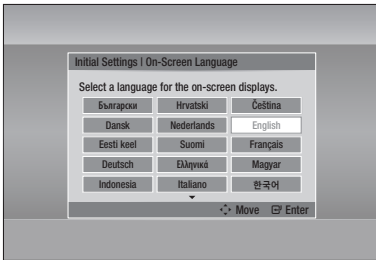 Initial Settings | On-Screen Language
Select a language for the on-screen displays.
Български Hrvatski Čeština
Dansk Nederlands English
Eesti keel Suomi Français
Deutsch Ελληνικά Magyar
Indonesia Italiano 한국어
Move Enter